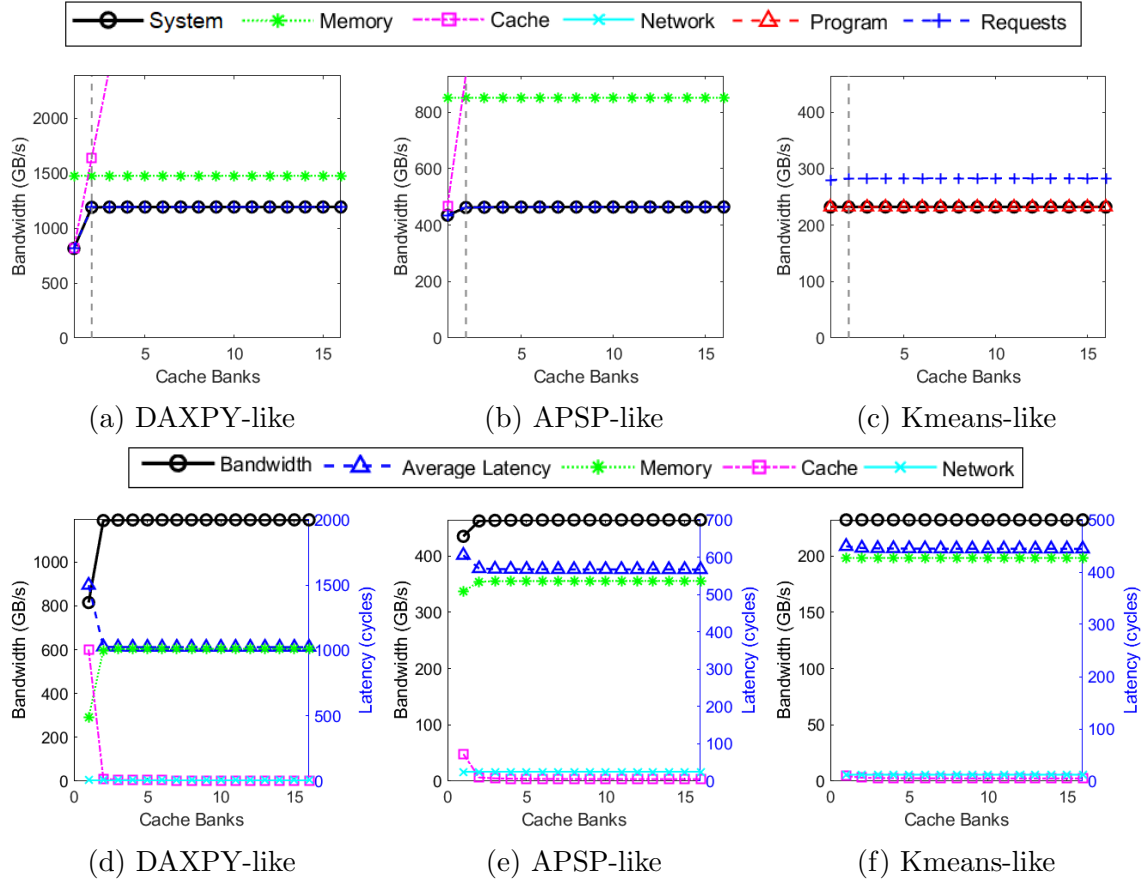 System Memory Cache Network Program Requests
Bandwidth (GB/s)
2000
1500
1000
500
0
5 10 15
Cache Banks
(a) DAXPY-like
Bandwidth (GB/s)
800
600
400
200
0
5 10 15
Cache Banks
(b) APSP-like
Bandwidth (GB/s)
400
300
200
100
0
5 10 15
Cache Banks
(c) Kmeans-like
Bandwidth Average Latency Memory Cache Network
Bandwidth (GB/s)
1000
800
600
400
200
0
0 5 10 15
Cache Banks
2000
1500
1000
500
0
Latency (cycles)
(d) DAXPY-like
Bandwidth (GB/s)
400
300
200
100
0
0 5 10 15
Cache Banks
700
600
500
400
300
200
100
0
Latency (cycles)
(e) APSP-like
Bandwidth (GB/s)
200
150
100
50
0
0 5 10 15
Cache Banks
500
400
300
200
100
0
Latency (cycles)
(f) Kmeans-like